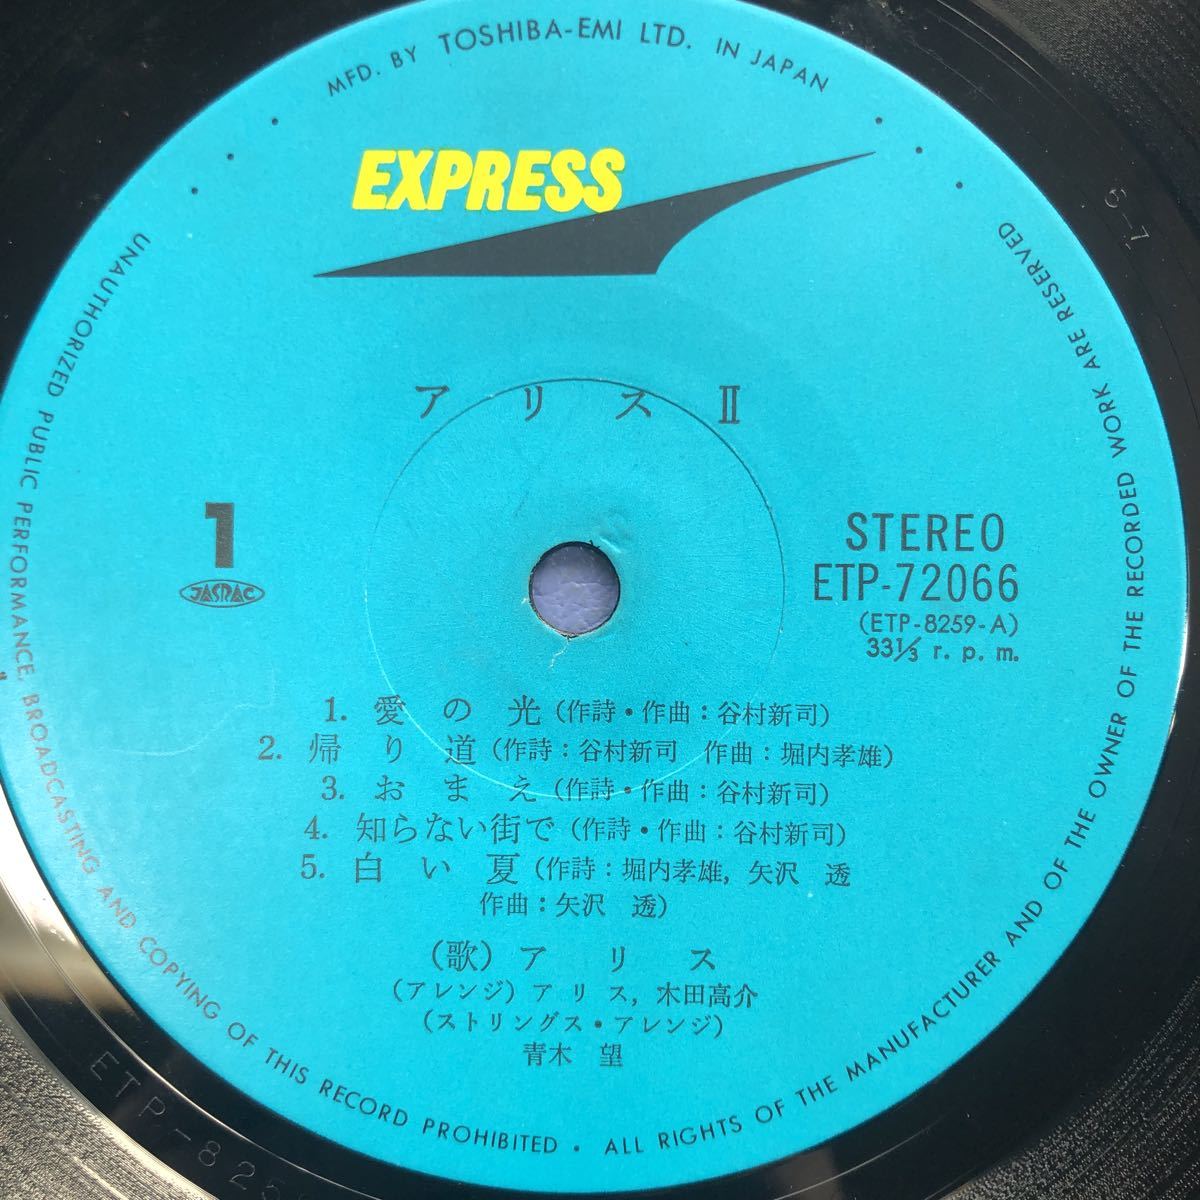 MFD. BY TOSHIBA-EMI LTD. IN JAPAN
EXPRESS
アリスⅡ
1
JASRAC
STEREO
ETP-72066
(ETP-8259-A)
33⅓ r.p.m.
1. 愛の光(作詩・作曲:谷村新司)
2. 帰り道(作詩:谷村新司 作曲:堀内孝雄)
3. おまえ(作詩・作曲:谷村新司)
4. 知らない街で(作詩・作曲:谷村新司)
5. 白い夏(作詩:堀内孝雄, 矢沢 透
作曲:矢沢 透)
(歌)アリス
(アレンジ)アリス, 木田高介
(ストリングス・アレンジ)
青木 望
UNAUTHORIZED PUBLIC PERFORMANCE, BROADCASTING AND COPYING OF THIS RECORD PROHIBITED • ALL RIGHTS OF THE MANUFACTURER AND OF THE OWNER OF THE RECORDED WORK ARE RESERVED